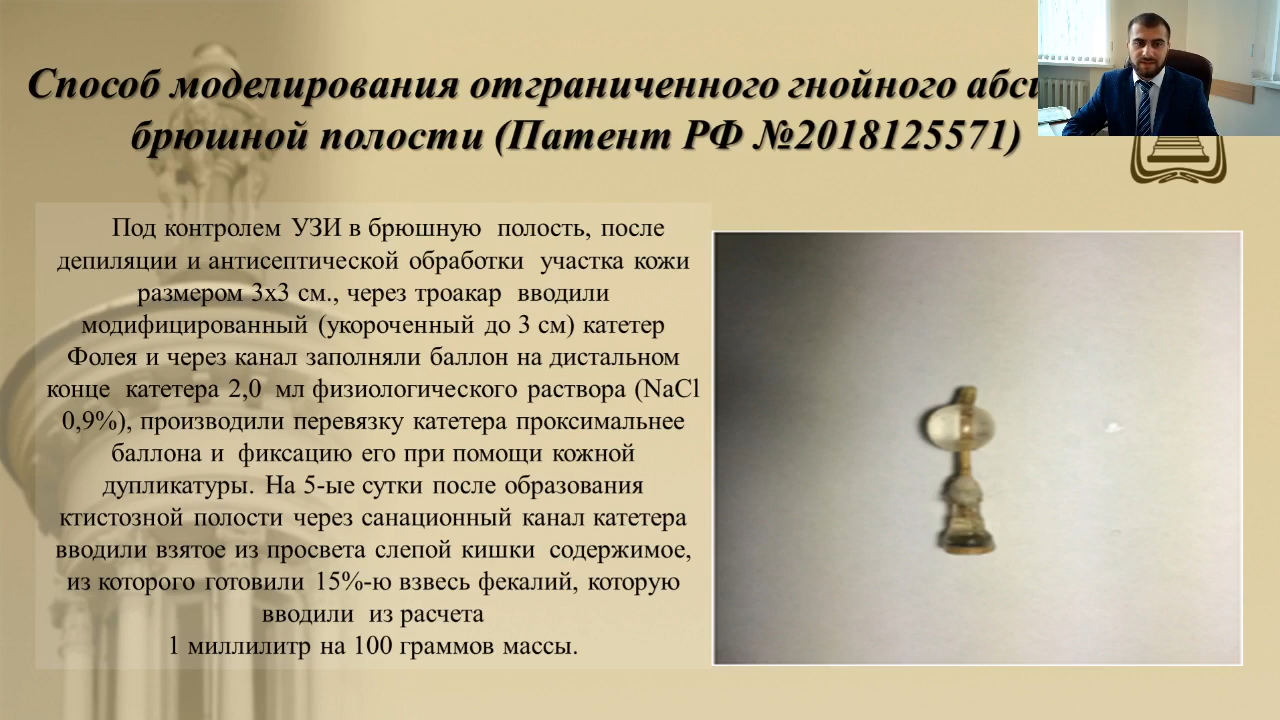 Способ моделирования отграниченного гнойного
брюшной полости (Патент РФ №2018125571)
Под контролем УЗИ в брюшную полость, после
депиляции и антисептической обработки участка кожи
размером 3х3 см., через троакар вводили
модифицированный (укороченный до 3 см) катетер
Фолея и через канал заполняли баллон на дистальном
конце катетера 2,0 мл физиологического раствора (NaCl
0,9%), производили перевязку катетера проксимальнее
баллона и фиксацию его при помощи кожной
дупликатуры. На 5-ые сутки после образования
ктистозной полости через санационный канал катетера
вводили взятое из просвета слепой кишки содержимое,
из которого готовили 15%-ю взвесь фекалий, которую
вводили из расчета
1 миллилитр на 100 граммов массы.